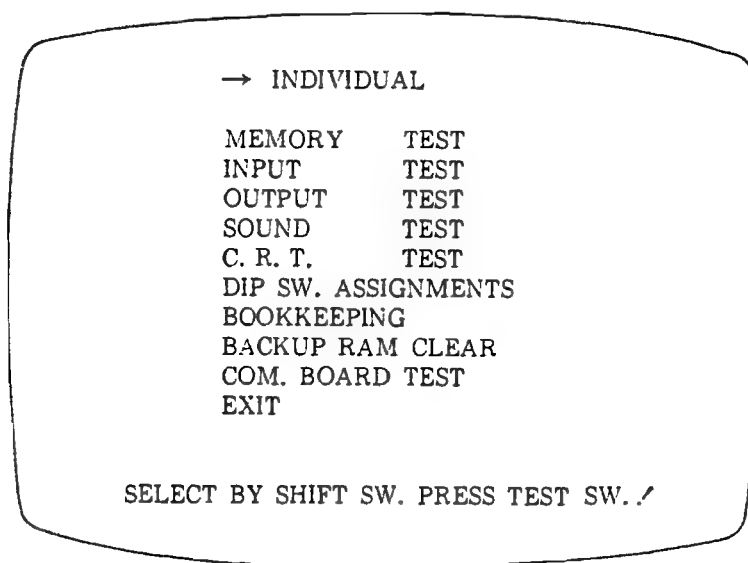 → INDIVIDUAL
MEMORY TEST
INPUT TEST
OUTPUT TEST
SOUND TEST
C. R. T. TEST
DIP SW. ASSIGNMENTS
BOOKKEEPING
BACKUP RAM CLEAR
COM. BOARD TEST
EXIT
SELECT BY SHIFT SW. PRESS TEST SW. !